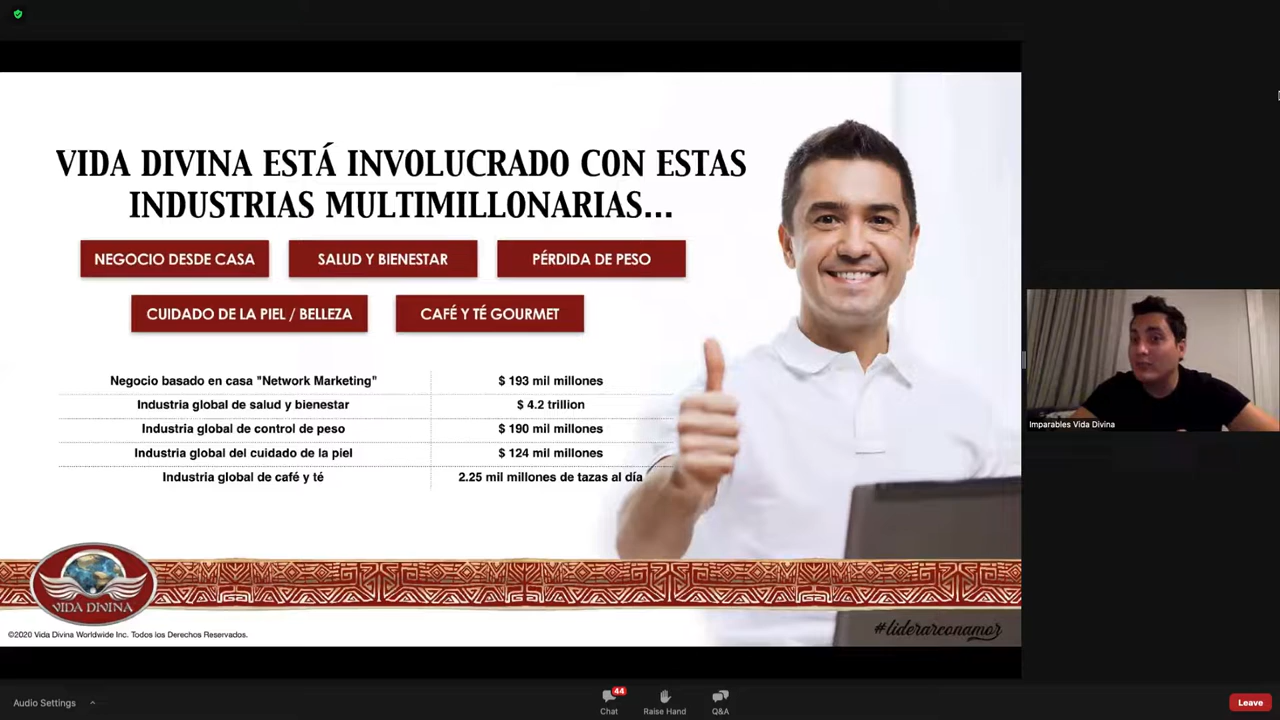 VIDA DIVINA ESTÁ INVOLUCRADO CON ESTAS
INDUSTRIAS MULTIMILLONARIAS...
NEGOCIO DESDE CASA
SALUD Y BIENESTAR
PÉRDIDA DE PESO
CUIDADO DE LA PIEL / BELLEZA
CAFÉ Y TÉ GOURMET
Negocio basado en casa "Network Marketing" $ 193 mil millones
Industria global de salud y bienestar $ 4.2 trillion
Industria global de control de peso $ 190 mil millones
Industria global del cuidado de la piel $ 124 mil millones
Industria global de café y té 2.25 mil millones de tazas al día
Imparables Vida Divina
VIDA DIVINA
©2020 Vida Divina Worldwide Inc. Todos los Derechos Reservados.
#liderarconamor
Audio Settings
44
Chat
Raise Hand
Q&A
Leave